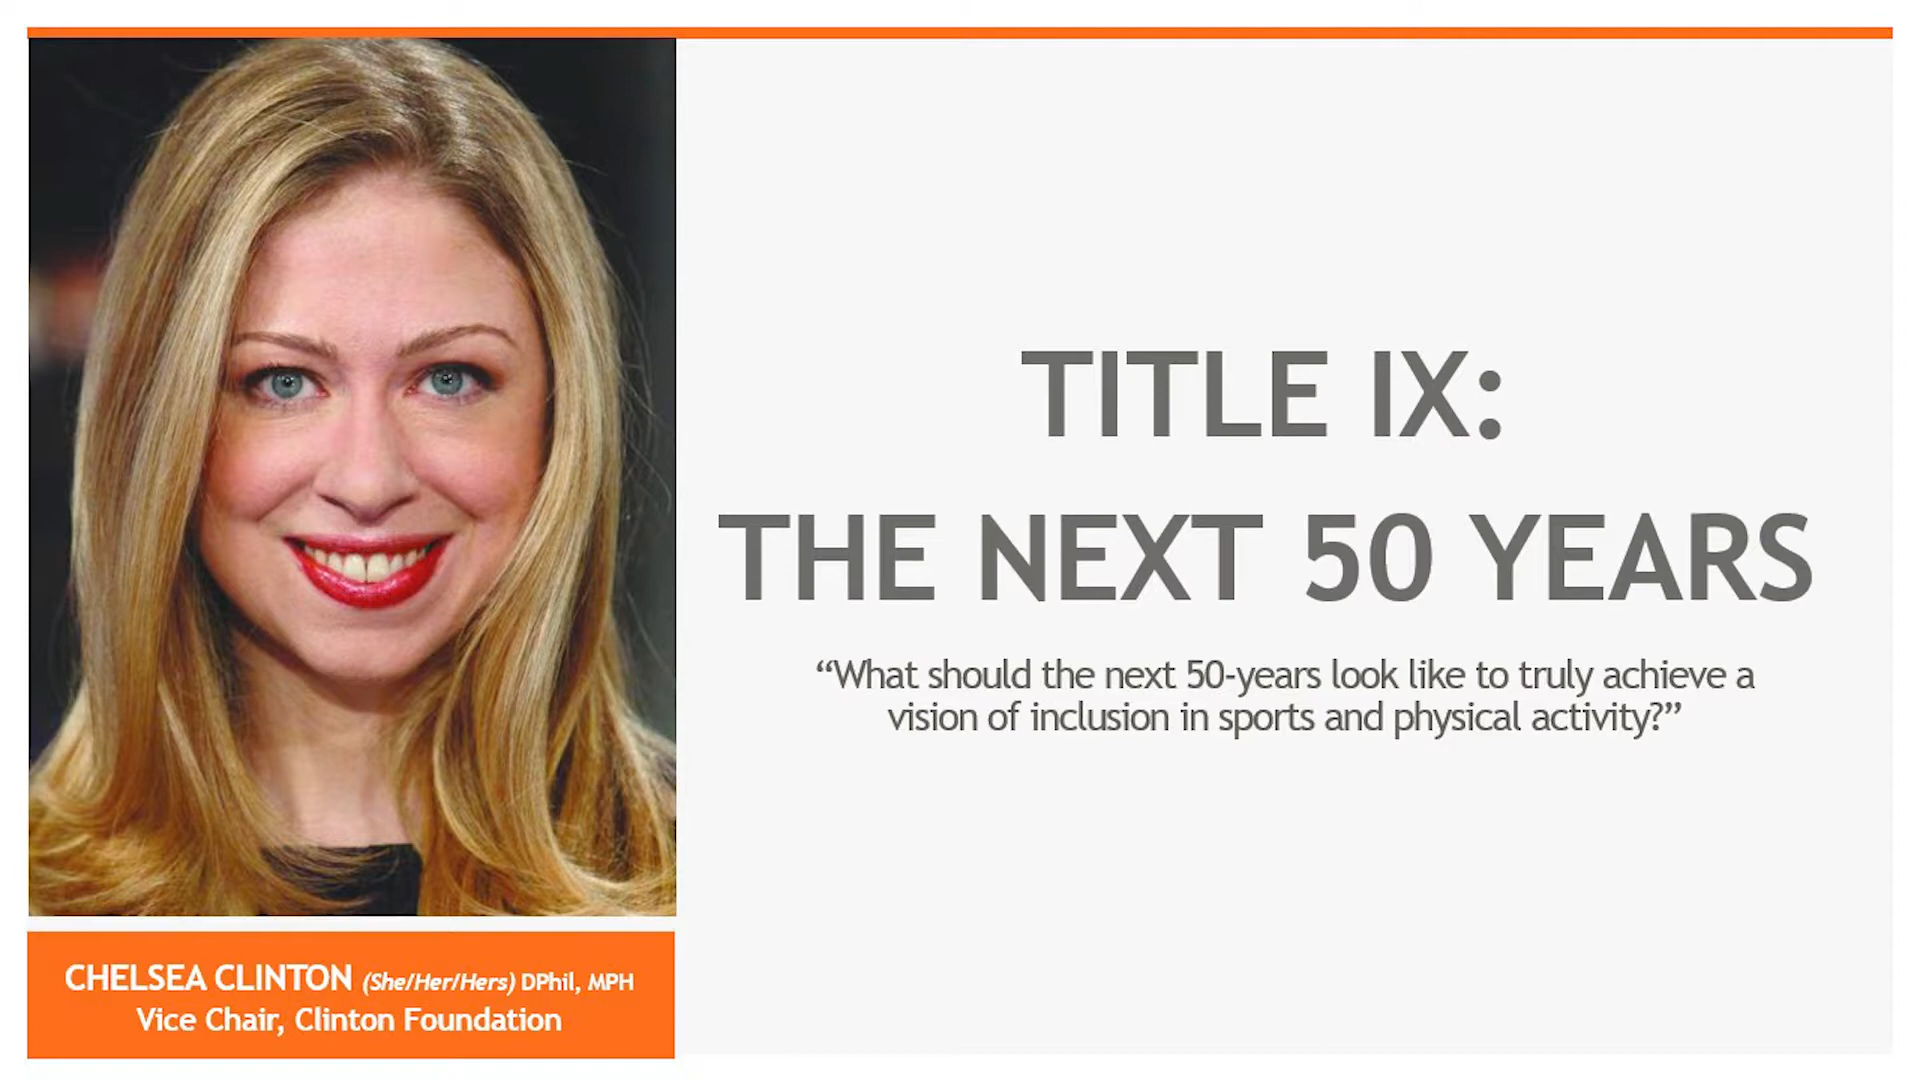 TITLE IX:
THE NEXT 50 YEARS
“What should the next 50-years look like to truly achieve a
vision of inclusion in sports and physical activity?”
CHELSEA CLINTON (She/Her/Hers) DPhil, MPH
Vice Chair, Clinton Foundation